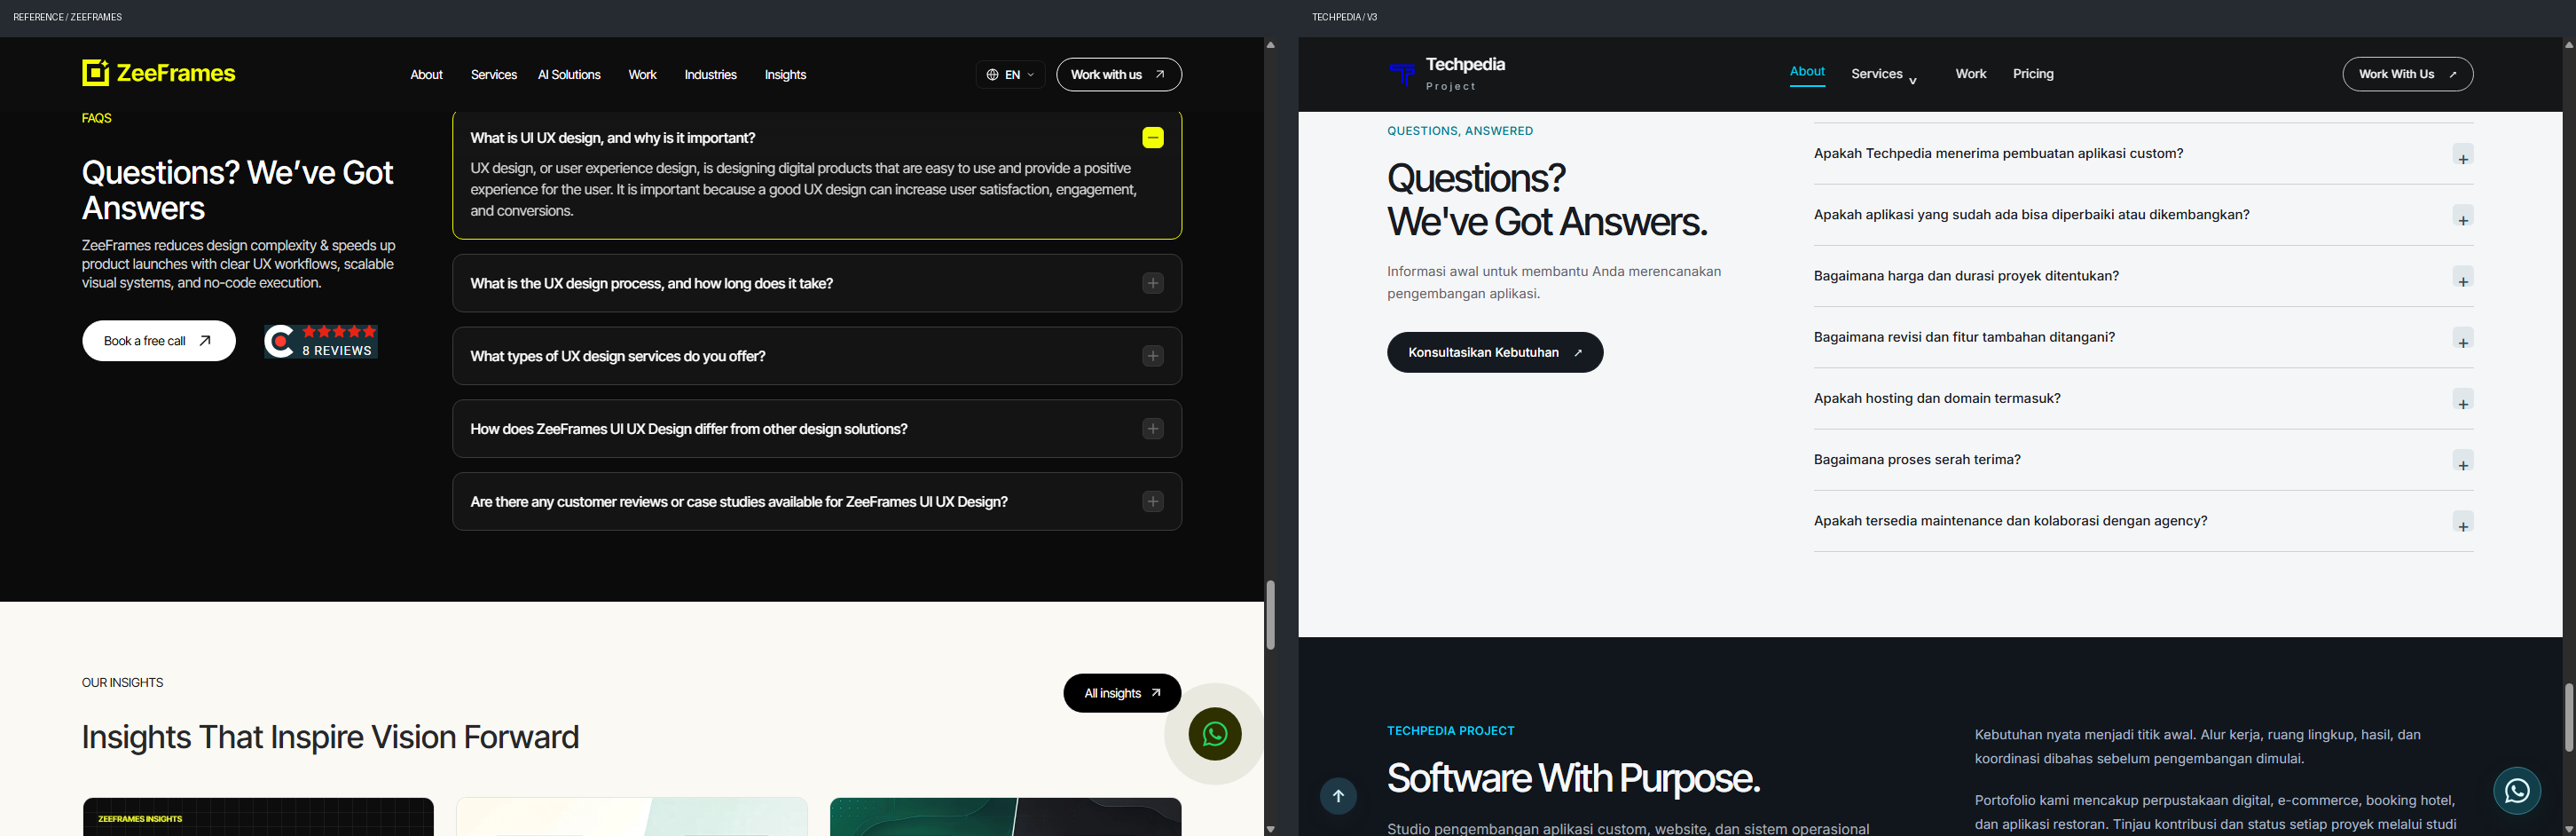 REFERENCE / ZEEFRAMES
ZeeFrames
About
Services
AI Solutions
Work
Industries
Insights
EN
Work with us
FAQS
Questions? We've Got
Answers
ZeeFrames reduces design complexity & speeds up
product launches with clear UX workflows, scalable
visual systems, and no-code execution.
Book a free call
8 REVIEWS
What is UI UX design, and why is it important?
UX design, or user experience design, is designing digital products that are easy to use and provide a positive
experience for the user. It is important because a good UX design can increase user satisfaction, engagement,
and conversions.
What is the UX design process, and how long does it take?
What types of UX design services do you offer?
How does ZeeFrames UI UX Design differ from other design solutions?
Are there any customer reviews or case studies available for ZeeFrames UI UX Design?
OUR INSIGHTS
All insights
Insights That Inspire Vision Forward
ZEEFRAMES INSIGHTS
TECHPEDIA / V3
Techpedia
Project
About
Services
Work
Pricing
Work With Us
QUESTIONS, ANSWERED
Questions?
We've Got Answers.
Informasi awal untuk membantu Anda merencanakan
pengembangan aplikasi.
Konsultasikan Kebutuhan
Apakah Techpedia menerima pembuatan aplikasi custom?
Apakah aplikasi yang sudah ada bisa diperbaiki atau dikembangkan?
Bagaimana harga dan durasi proyek ditentukan?
Bagaimana revisi dan fitur tambahan ditangani?
Apakah hosting dan domain termasuk?
Bagaimana proses serah terima?
Apakah tersedia maintenance dan kolaborasi dengan agency?
TECHPEDIA PROJECT
Software With Purpose.
Studio pengembangan aplikasi custom, website, dan sistem operasional
Kebutuhan nyata menjadi titik awal. Alur kerja, ruang lingkup, hasil, dan
koordinasi dibahas sebelum pengembangan dimulai.
Portofolio kami mencakup perpustakaan digital, e-commerce, booking hotel,
dan aplikasi restoran. Tinjau kontribusi dan status setiap proyek melalui studi